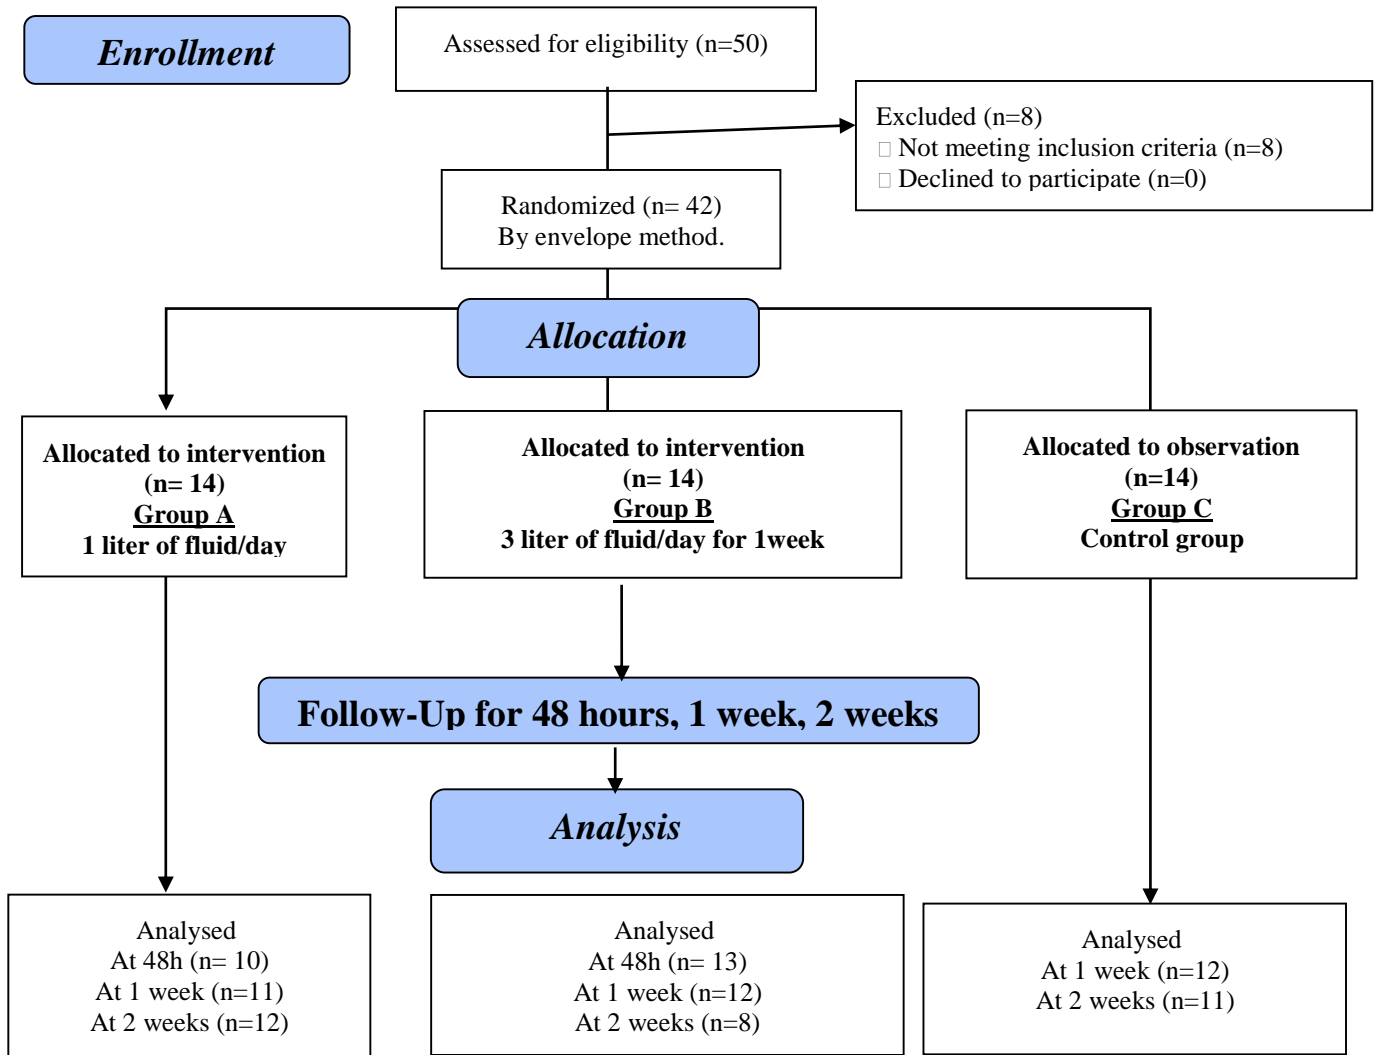 Enrollment
Assessed for eligibility (n=50)
Excluded (n=8)
□ Not meeting inclusion criteria (n=8)
□ Declined to participate (n=0)
Randomized (n= 42)
By envelope method.
Allocation
Allocated to intervention
(n= 14)
Group A
1 liter of fluid/day
Allocated to intervention
(n= 14)
Group B
3 liter of fluid/day for 1week
Allocated to observation
(n=14)
Group C
Control group
Follow-Up for 48 hours, 1 week, 2 weeks
Analysis
Analysed
At 48h (n= 10)
At 1 week (n=11)
At 2 weeks (n=12)
Analysed
At 48h (n= 13)
At 1 week (n=12)
At 2 weeks (n=8)
Analysed
At 1 week (n=12)
At 2 weeks (n=11)